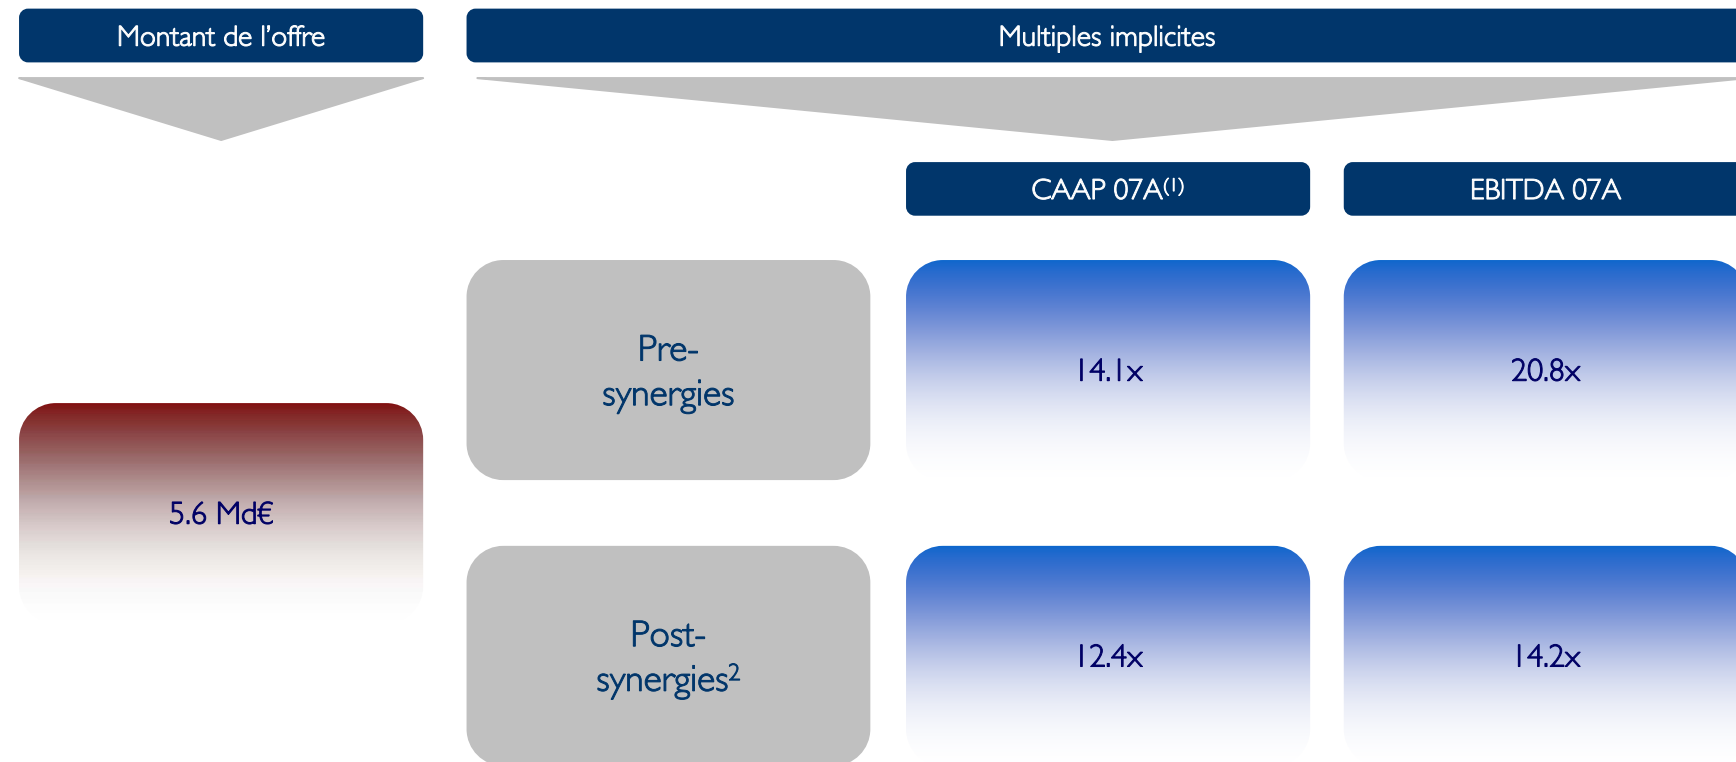 Montant de l’offre
Multiples implicites
CAAP 07A(1)
EBITDA 07A
Pre-
synergies
14.1x
20.8x
5.6 Md€
Post-
synergies2
12.4x
14.2x